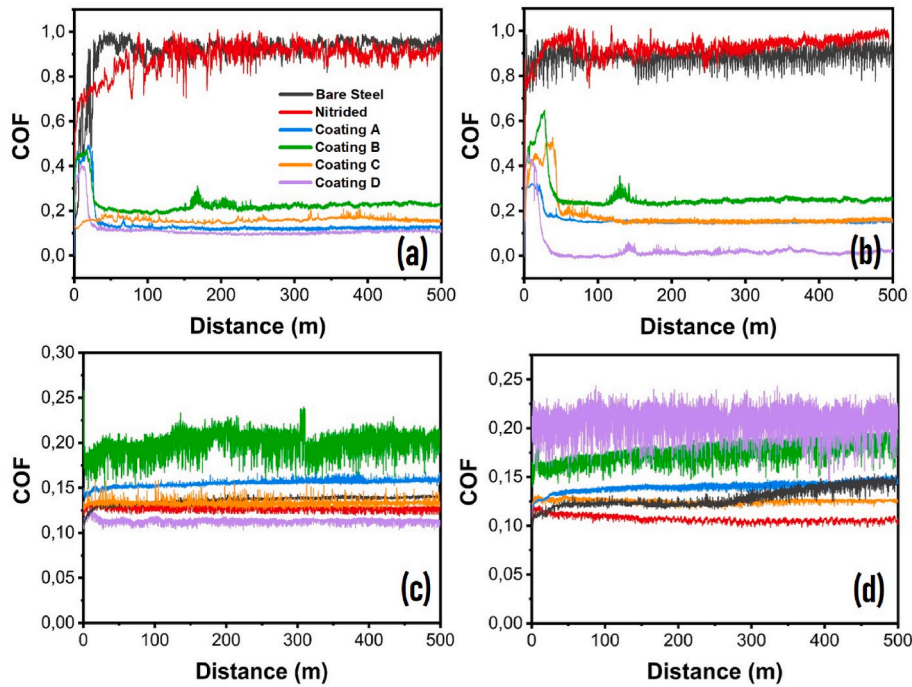 1,0
0,8
0,6
0,4
0,2
0,0
COF
Bare Steel
Nitrided
Coating A
Coating B
Coating C
Coating D
(a)
0 100 200 300 400 500
Distance (m)
1,0
0,8
0,6
0,4
0,2
0,0
COF
(b)
0 100 200 300 400 500
Distance (m)
0,30
0,25
0,20
0,15
0,10
0,05
0,00
COF
(c)
0 100 200 300 400 500
Distance (m)
0,25
0,20
0,15
0,10
0,05
0,00
COF
(d)
0 100 200 300 400 500
Distance (m)